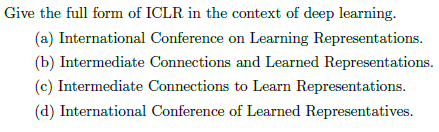 Give the full form of ICLR in the context of deep learning.
(a) International Conference on Learning Representations.
(b) Intermediate Connections and Learned Representations.
(c) Intermediate Connections to Learn Representations.
(d) International Conference of Learned Representatives.